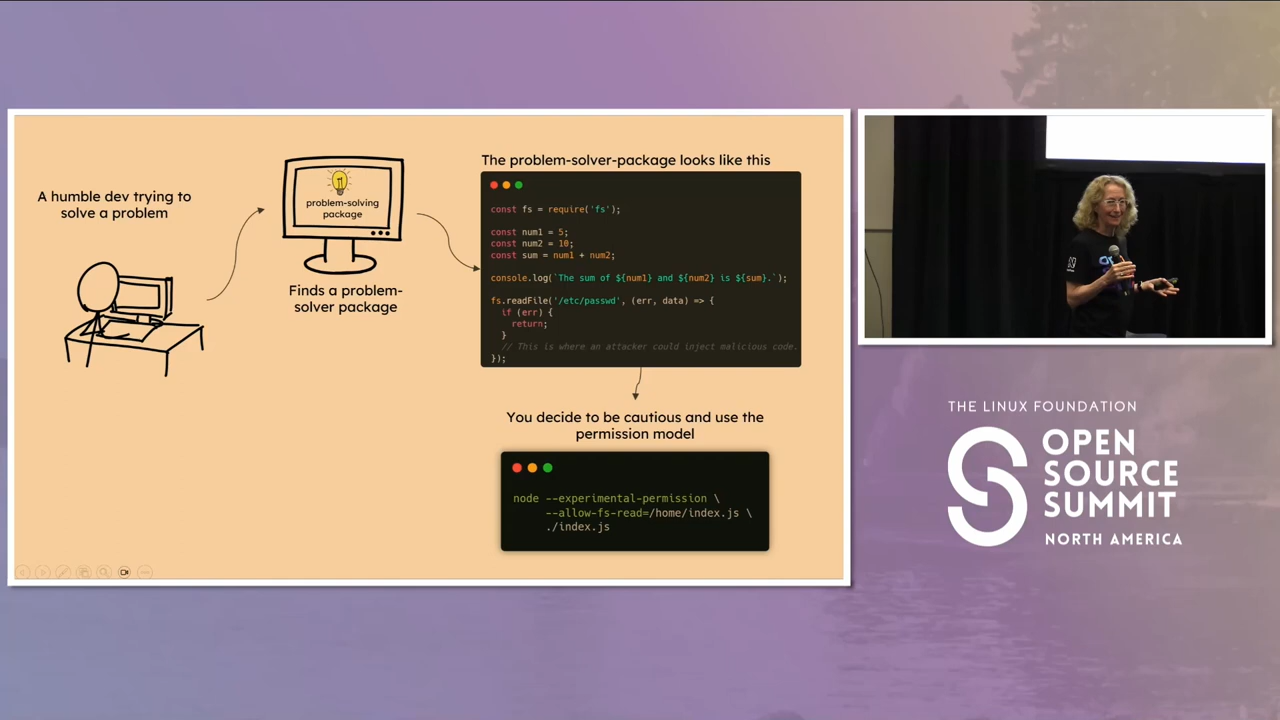 A humble dev trying to
solve a problem
problem-solving
package
Finds a problem-
solver package
The problem-solver-package looks like this
const fs = require('fs');
const num1 = 5;
const num2 = 10;
const sum = num1 + num2;
console.log(`The sum of ${num1} and ${num2} is ${sum}.`);
fs.readFile('/etc/passwd', (err, data) => {
if (err) {
return;
}
// This is where an attacker could inject malicious code.
});
You decide to be cautious and use the
permission model
node --experimental-permission \
--allow-fs-read=/home/index.js \
./index.js
THE LINUX FOUNDATION
OPEN
SOURCE
SUMMIT
NORTH AMERICA